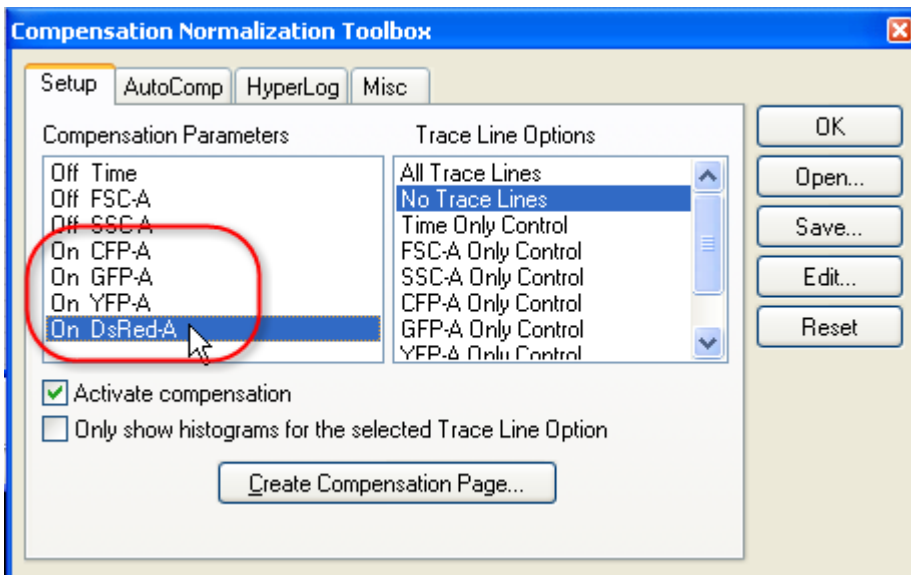 Compensation Normalization Toolbox
Setup AutoComp HyperLog Misc
Compensation Parameters
Off Time
Off FSC-A
Off SSC-A
On CFP-A
On GFP-A
On YFP-A
On DsRed-A
Trace Line Options
All Trace Lines
No Trace Lines
Time Only Control
FSC-A Only Control
SSC-A Only Control
CFP-A Only Control
GFP-A Only Control
YFP-A Only Control
Activate compensation
Only show histograms for the selected Trace Line Option
Create Compensation Page...
OK
Open...
Save...
Edit...
Reset